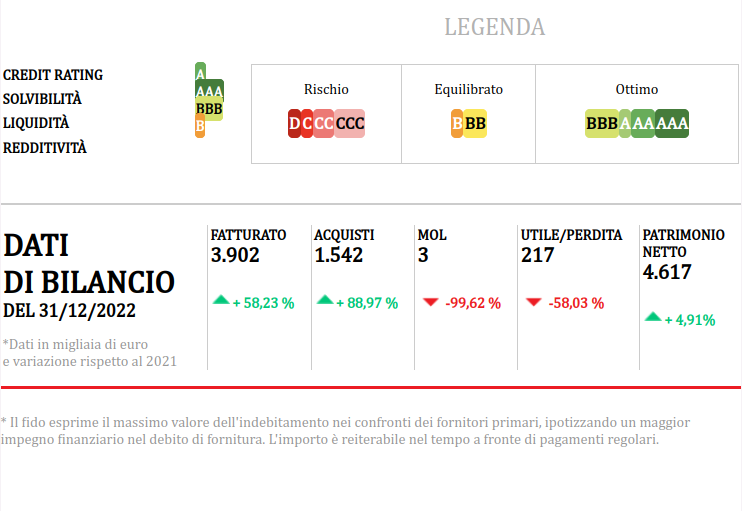 LEGENDA
CREDIT RATING A
SOLVIBILITÀ AAA
LIQUIDITÀ BBB
REDDITIVITÀ B
Rischio Equilibrato Ottimo
D C CC CCC B BB BBB A AA AAA
DATI
DI BILANCIO
DEL 31/12/2022
*Dati in migliaia di euro
e variazione rispetto al 2021
FATTURATO
3.902
+ 58,23 %
ACQUISTI
1.542
+ 88,97 %
MOL
3
-99,62 %
UTILE/PERDITA
217
-58,03 %
PATRIMONIO
NETTO
4.617
+ 4,91%
* Il fido esprime il massimo valore dell'indebitamento nei confronti dei fornitori primari, ipotizzando un maggior
impegno finanziario nel debito di fornitura. L'importo è reiterabile nel tempo a fronte di pagamenti regolari.